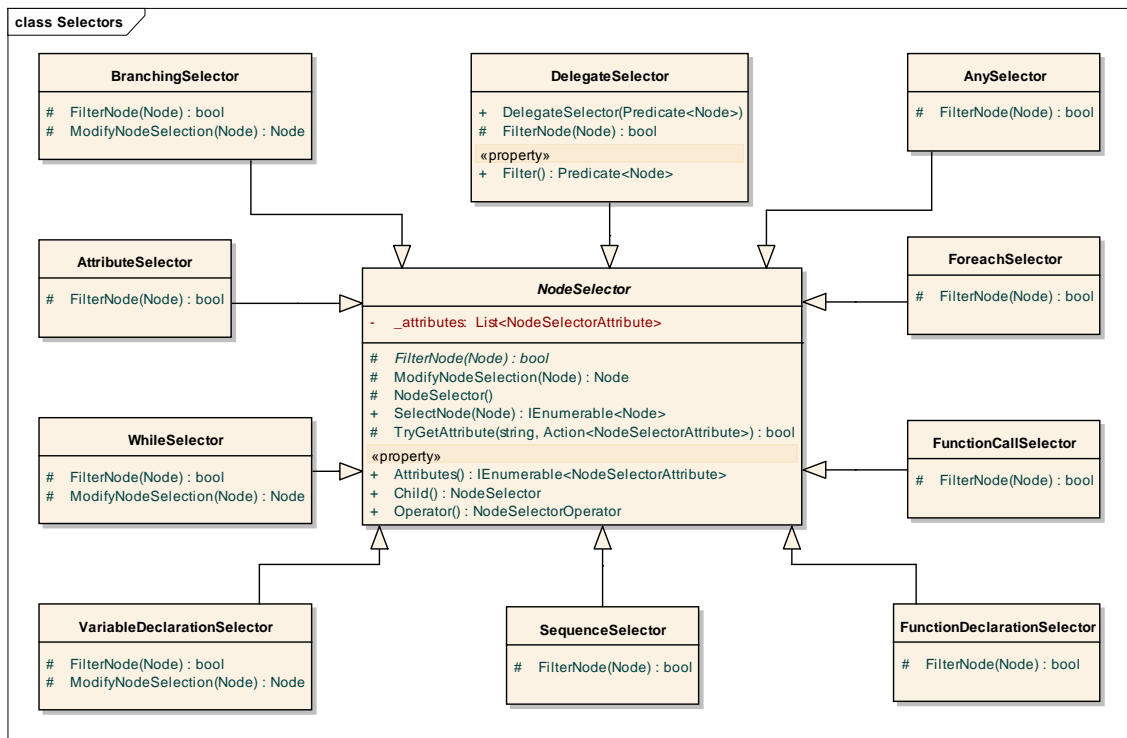 class Selectors
BranchingSelector
# FilterNode(Node) : bool
# ModifyNodeSelection(Node) : Node
DelegateSelector
+ DelegateSelector(Predicate<Node>)
# FilterNode(Node) : bool
«property»
+ Filter() : Predicate<Node>
AnySelector
# FilterNode(Node) : bool
AttributeSelector
# FilterNode(Node) : bool
NodeSelector
- _attributes: List<NodeSelectorAttribute>
# FilterNode(Node) : bool
# ModifyNodeSelection(Node) : Node
# NodeSelector()
+ SelectNode(Node) : IEnumerable<Node>
# TryGetAttribute(string, Action<NodeSelectorAttribute>) : bool
«property»
+ Attributes() : IEnumerable<NodeSelectorAttribute>
+ Child() : NodeSelector
+ Operator() : NodeSelectorOperator
ForeachSelector
# FilterNode(Node) : bool
WhileSelector
# FilterNode(Node) : bool
# ModifyNodeSelection(Node) : Node
FunctionCallSelector
# FilterNode(Node) : bool
VariableDeclarationSelector
# FilterNode(Node) : bool
# ModifyNodeSelection(Node) : Node
SequenceSelector
# FilterNode(Node) : bool
FunctionDeclarationSelector
# FilterNode(Node) : bool